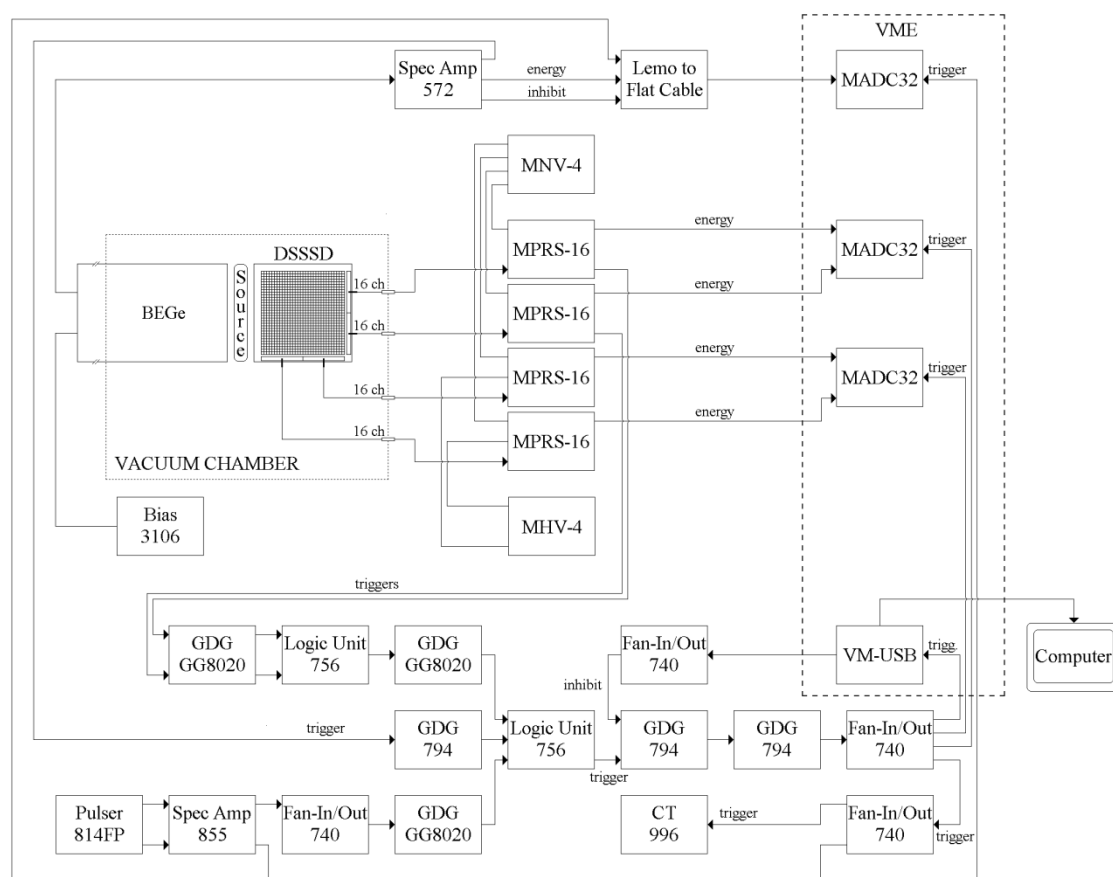 VME
Spec Amp
572
energy
inhibit
Lemo to
Flat Cable
MADC32
trigger
MNV-4
MPRS-16
energy
MADC32
trigger
DSSSD
16 ch
BEGe
Source
energy
MPRS-16
16 ch
MPRS-16
energy
MADC32
trigger
16 ch
MPRS-16
energy
16 ch
VACUUM CHAMBER
Bias
3106
MHV-4
triggers
GDG
GG8020
Logic Unit
756
GDG
GG8020
Fan-In/Out
740
VM-USB
trigg.
Computer
inhibit
trigger
GDG
794
Logic Unit
756
trigger
GDG
794
GDG
794
Fan-In/Out
740
Pulser
814FP
Spec Amp
855
Fan-In/Out
740
GDG
GG8020
CT
996
trigger
Fan-In/Out
740
trigger